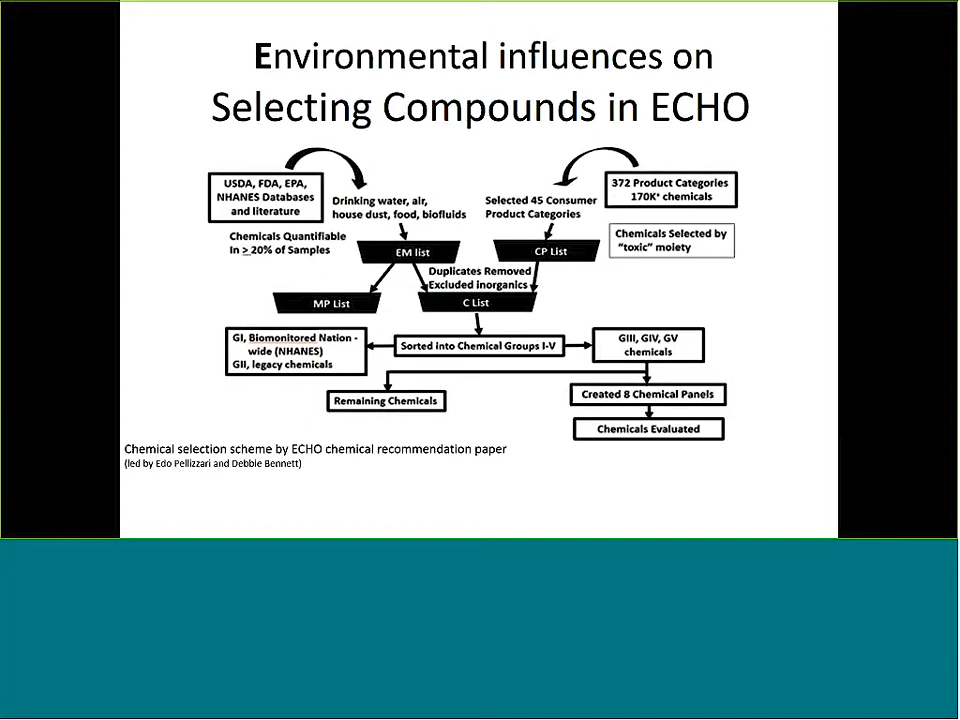 Environmental influences on
Selecting Compounds in ECHO
USDA, FDA, EPA,
NHANES Databases
and literature
Drinking water, air,
house dust, food, biofluids
Selected 45 Consumer
Product Categories
372 Product Categories
170K⁺ chemicals
Chemicals Quantifiable
In ≥ 20% of Samples
Chemicals Selected by
“toxic” moiety
EM list
CP List
Duplicates Removed
Excluded inorganics
MP List
C List
GI, Biomonitored Nation -
wide (NHANES)
GII, legacy chemicals
Sorted into Chemical Groups I-V
GIII, GIV, GV
chemicals
Remaining Chemicals
Created 8 Chemical Panels
Chemicals Evaluated
Chemical selection scheme by ECHO chemical recommendation paper
(led by Edo Pellizzari and Debbie Bennett)